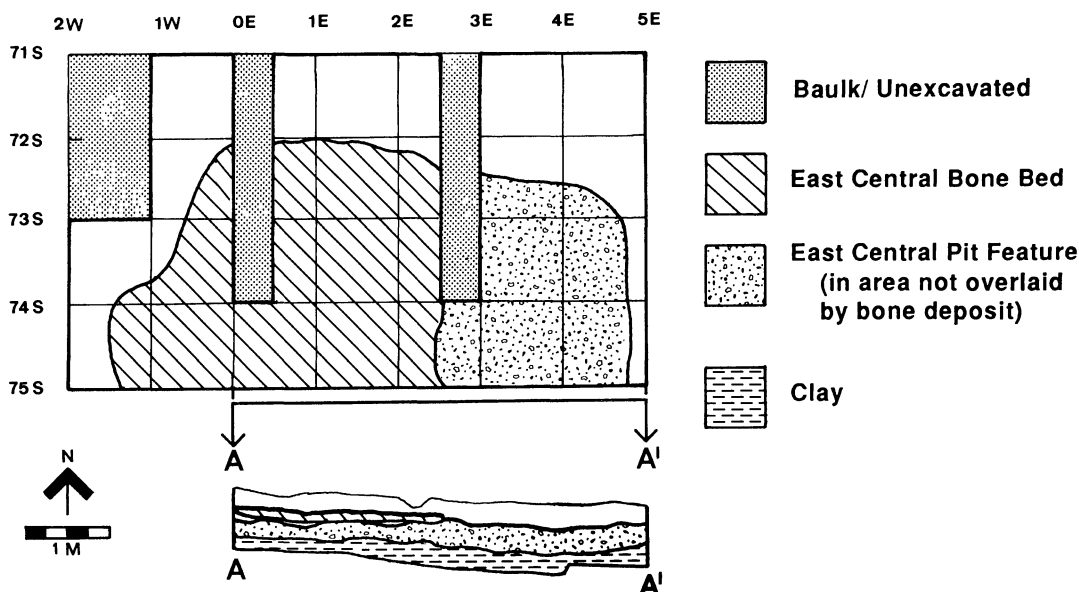 2W 1W 0E 1E 2E 3E 4E 5E
71S
72S
73S
74S
75S
Baulk/ Unexcavated
East Central Bone Bed
East Central Pit Feature
(in area not overlaid
by bone deposit)
Clay
A A'
N
1 M
A A'